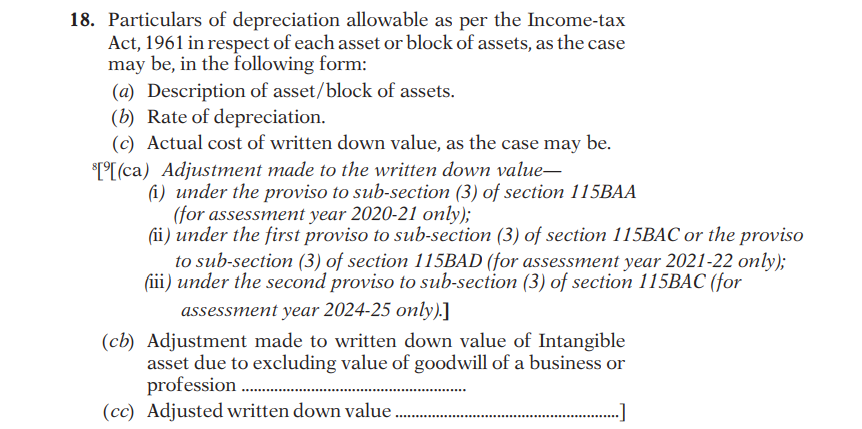 18. Particulars of depreciation allowable as per the Income-tax
Act, 1961 in respect of each asset or block of assets, as the case
may be, in the following form:
(a) Description of asset/block of assets.
(b) Rate of depreciation.
(c) Actual cost of written down value, as the case may be.
8[9[(ca) Adjustment made to the written down value—
(i) under the proviso to sub-section (3) of section 115BAA
(for assessment year 2020-21 only);
(ii) under the first proviso to sub-section (3) of section 115BAC or the proviso
to sub-section (3) of section 115BAD (for assessment year 2021-22 only);
(iii) under the second proviso to sub-section (3) of section 115BAC (for
assessment year 2024-25 only).]
(cb) Adjustment made to written down value of Intangible
asset due to excluding value of goodwill of a business or
profession ........................................................
(cc) Adjusted written down value ........................................................]